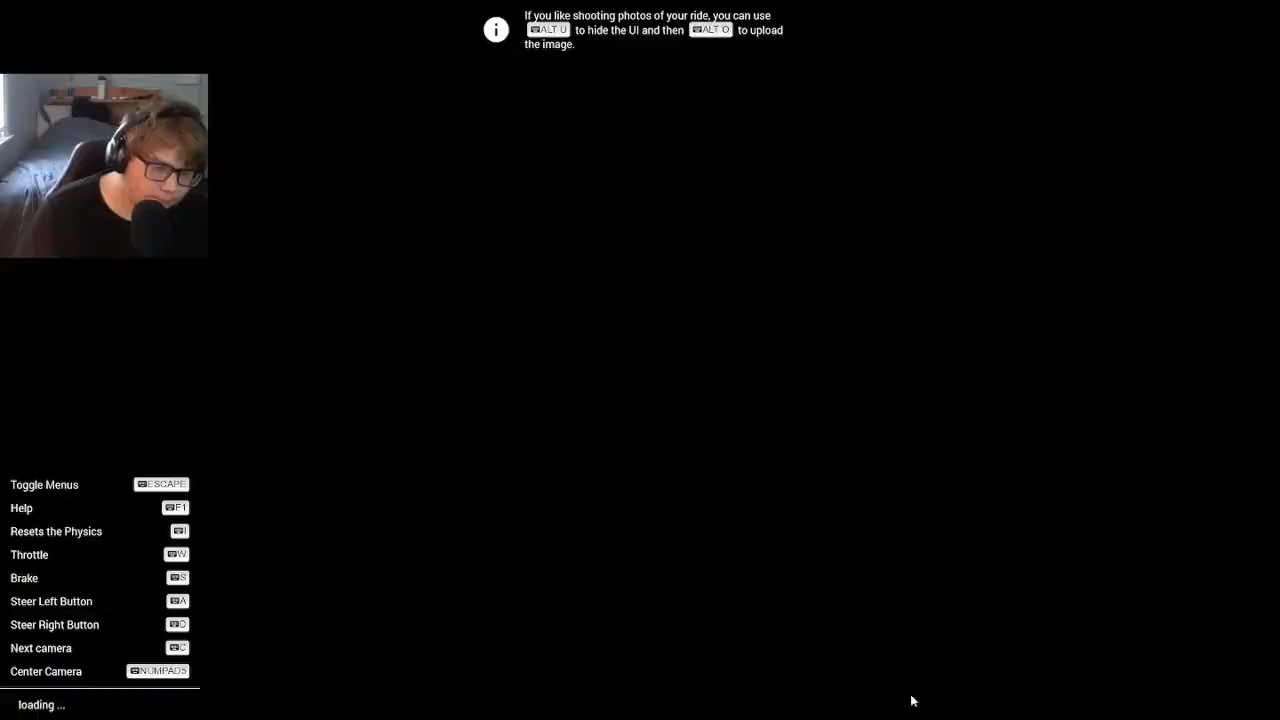 If you like shooting photos of your ride, you can use
ALT U to hide the UI and then ALT O to upload
the image.
Toggle Menus ESCAPE
Help F1
Resets the Physics I
Throttle W
Brake S
Steer Left Button A
Steer Right Button D
Next camera C
Center Camera NUMPAD5
loading ...